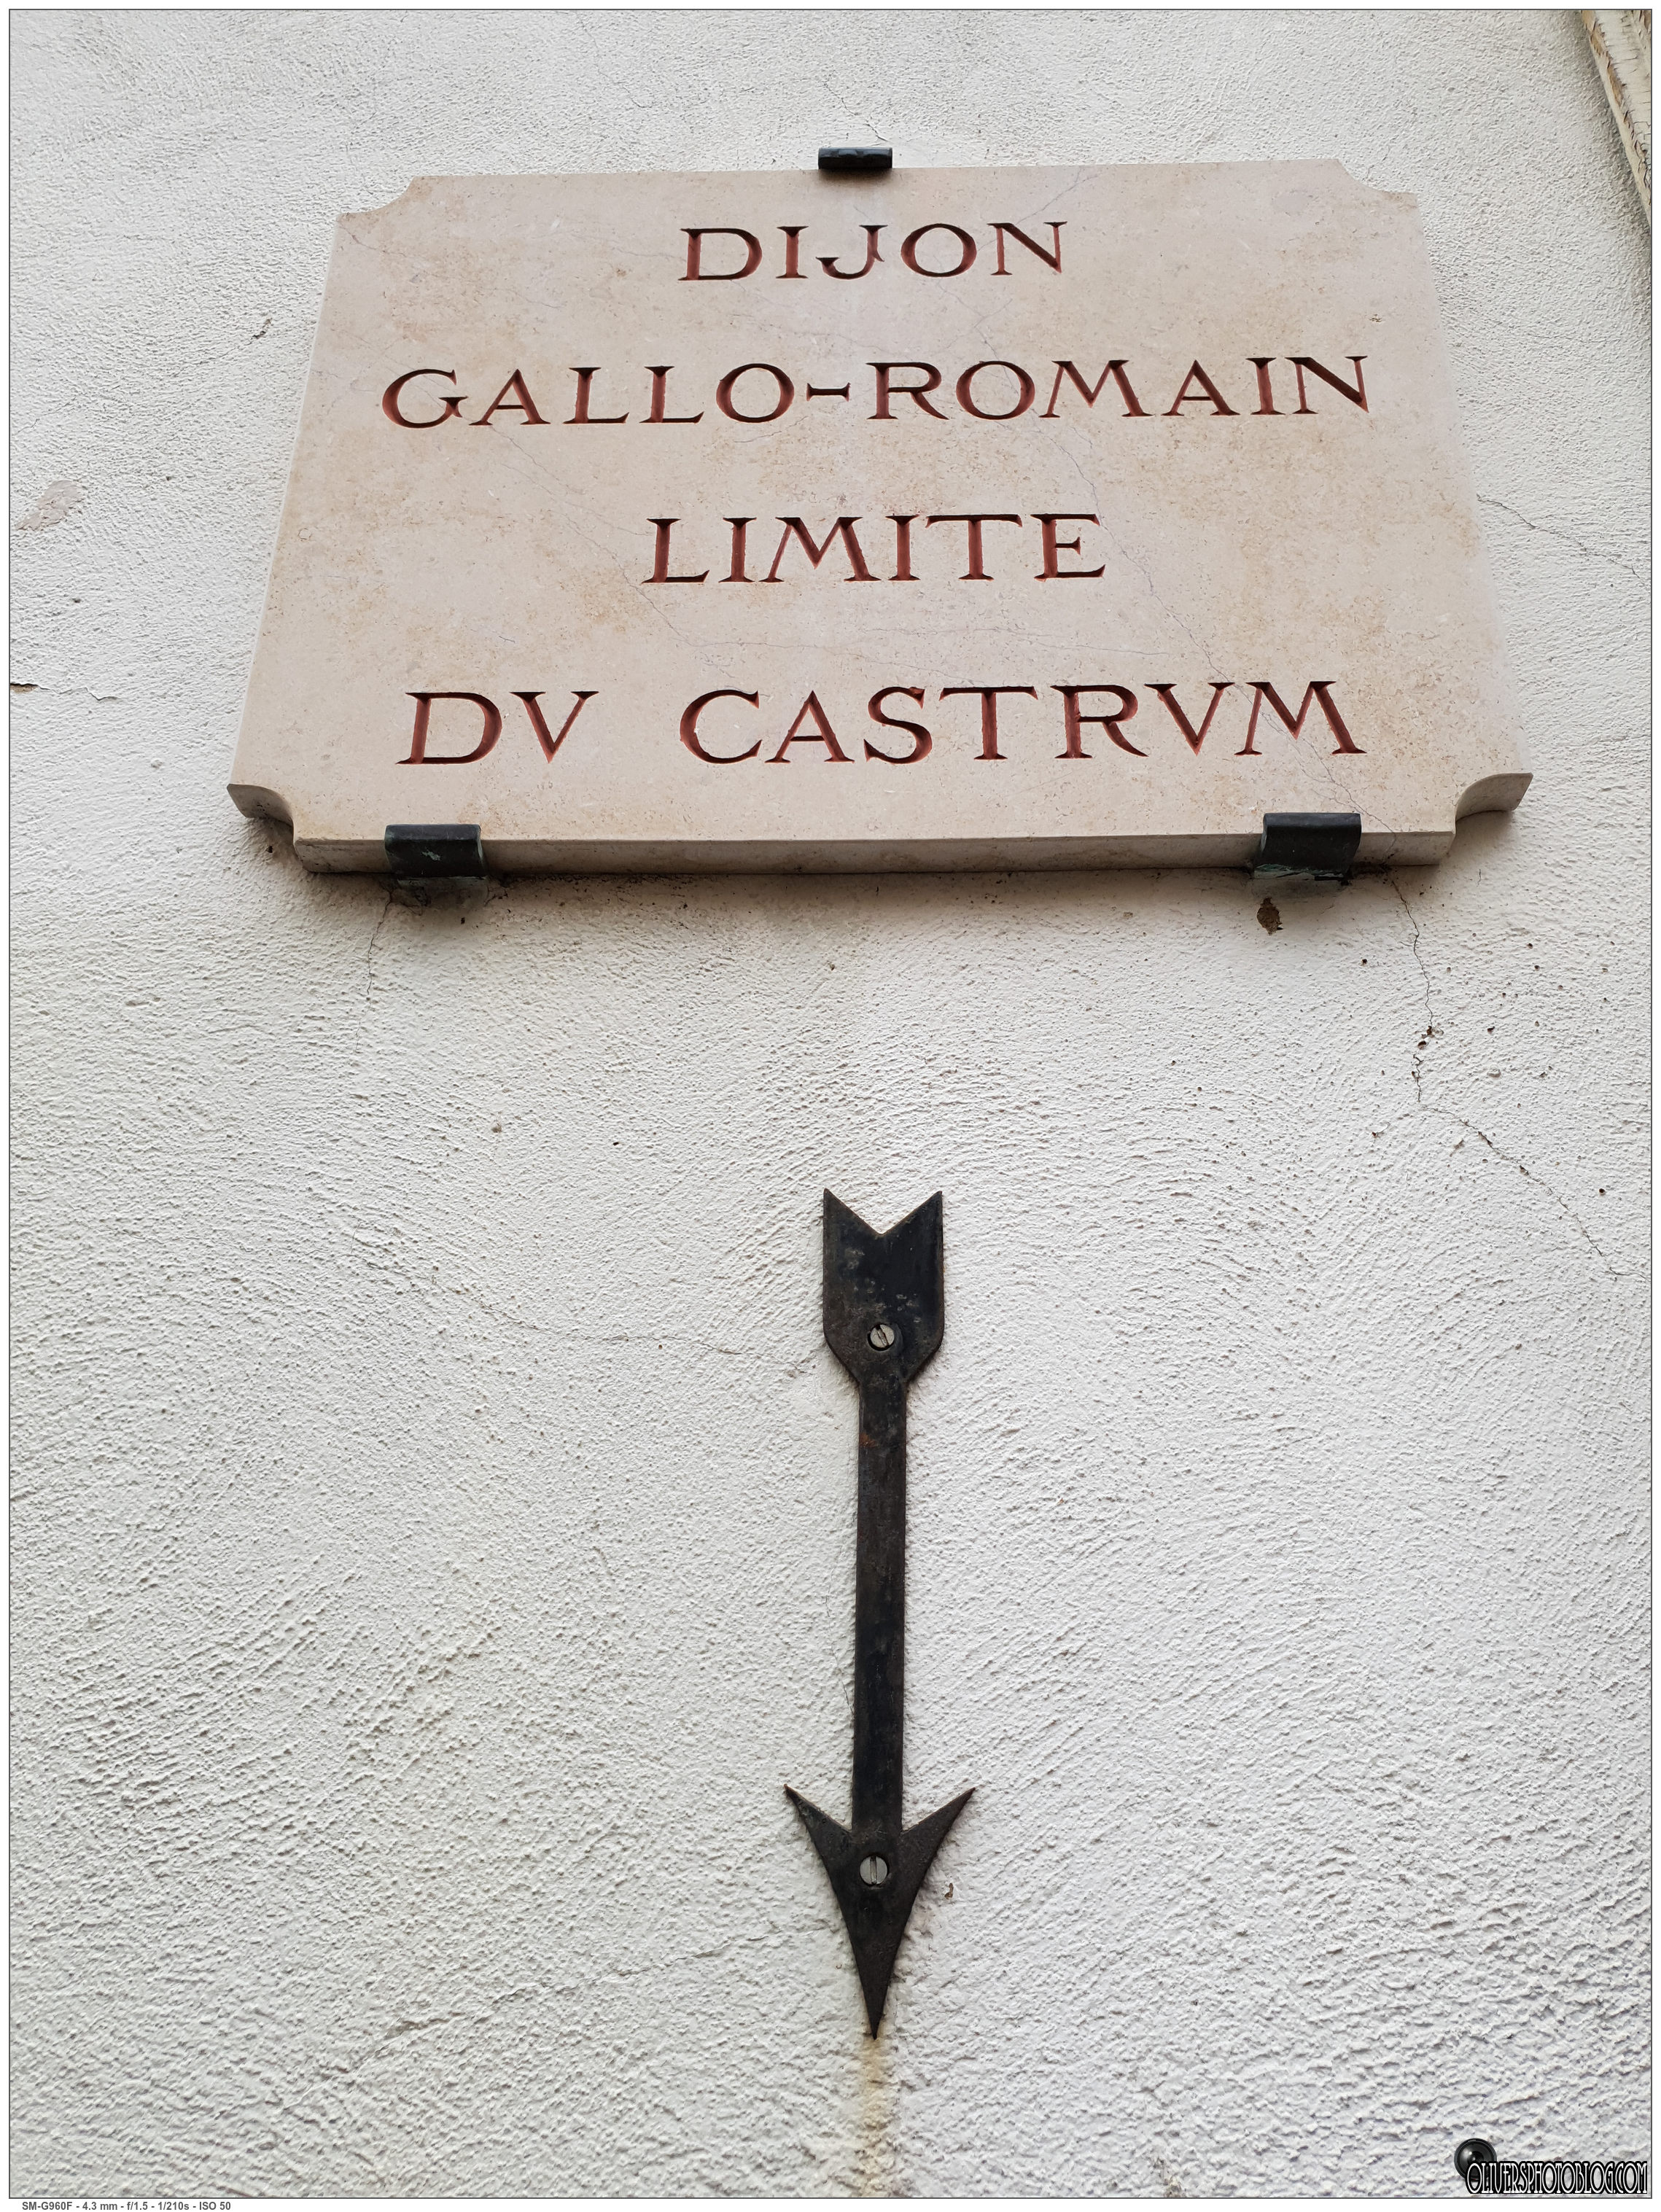 DIJON
GALLO-ROMAIN
LIMITE
DV CASTRVM
OLIVERSPHOTOBLOG.COM
SM-G960F - 4.3 mm - f/1.5 - 1/210s - ISO 50